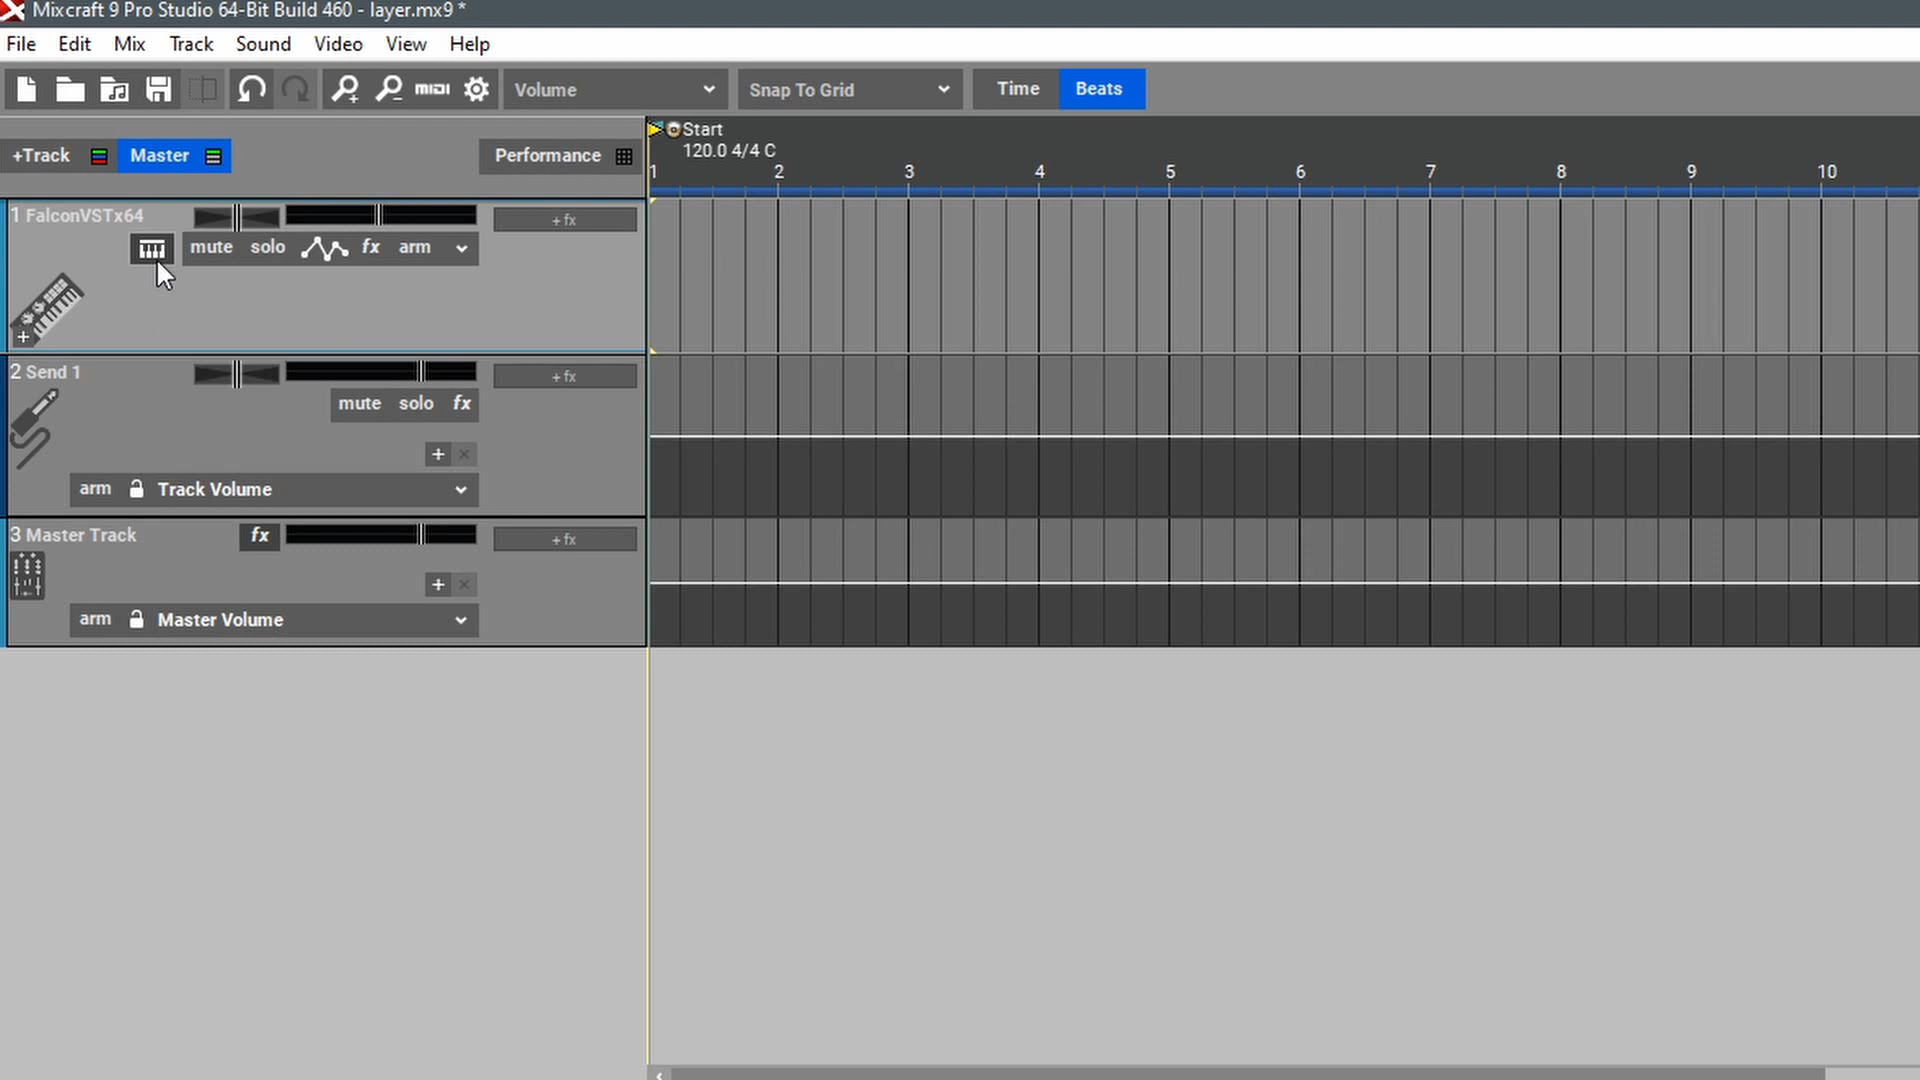 Mixcraft 9 Pro Studio 64-Bit Build 460 - layer.mx9 *
File Edit Mix Track Sound Video View Help
MIDI Volume Snap To Grid Time Beats
+Track Master Performance
Start
120.0 4/4 C
1 2 3 4 5 6 7 8 9 10
1 FalconVSTx64 + fx
mute solo fx arm
2 Send 1 + fx
mute solo fx
+ ×
arm Track Volume
3 Master Track fx + fx
+ ×
arm Master Volume